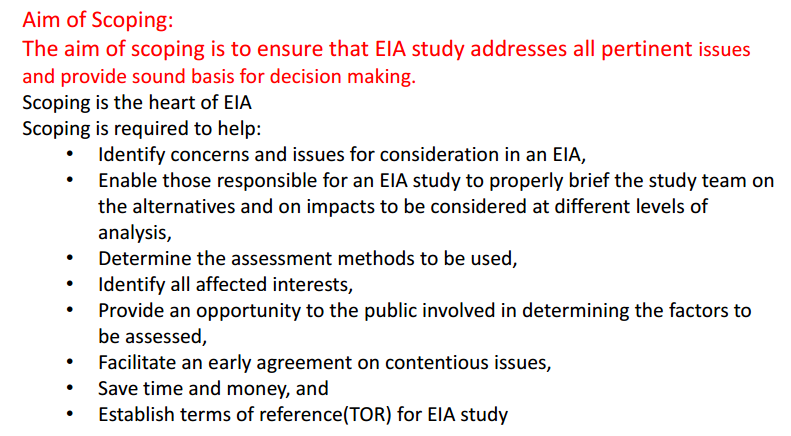 Aim of Scoping:
The aim of scoping is to ensure that EIA study addresses all pertinent issues
and provide sound basis for decision making.
Scoping is the heart of EIA
Scoping is required to help:
• Identify concerns and issues for consideration in an EIA,
• Enable those responsible for an EIA study to properly brief the study team on
the alternatives and on impacts to be considered at different levels of
analysis,
• Determine the assessment methods to be used,
• Identify all affected interests,
• Provide an opportunity to the public involved in determining the factors to
be assessed,
• Facilitate an early agreement on contentious issues,
• Save time and money, and
• Establish terms of reference(TOR) for EIA study